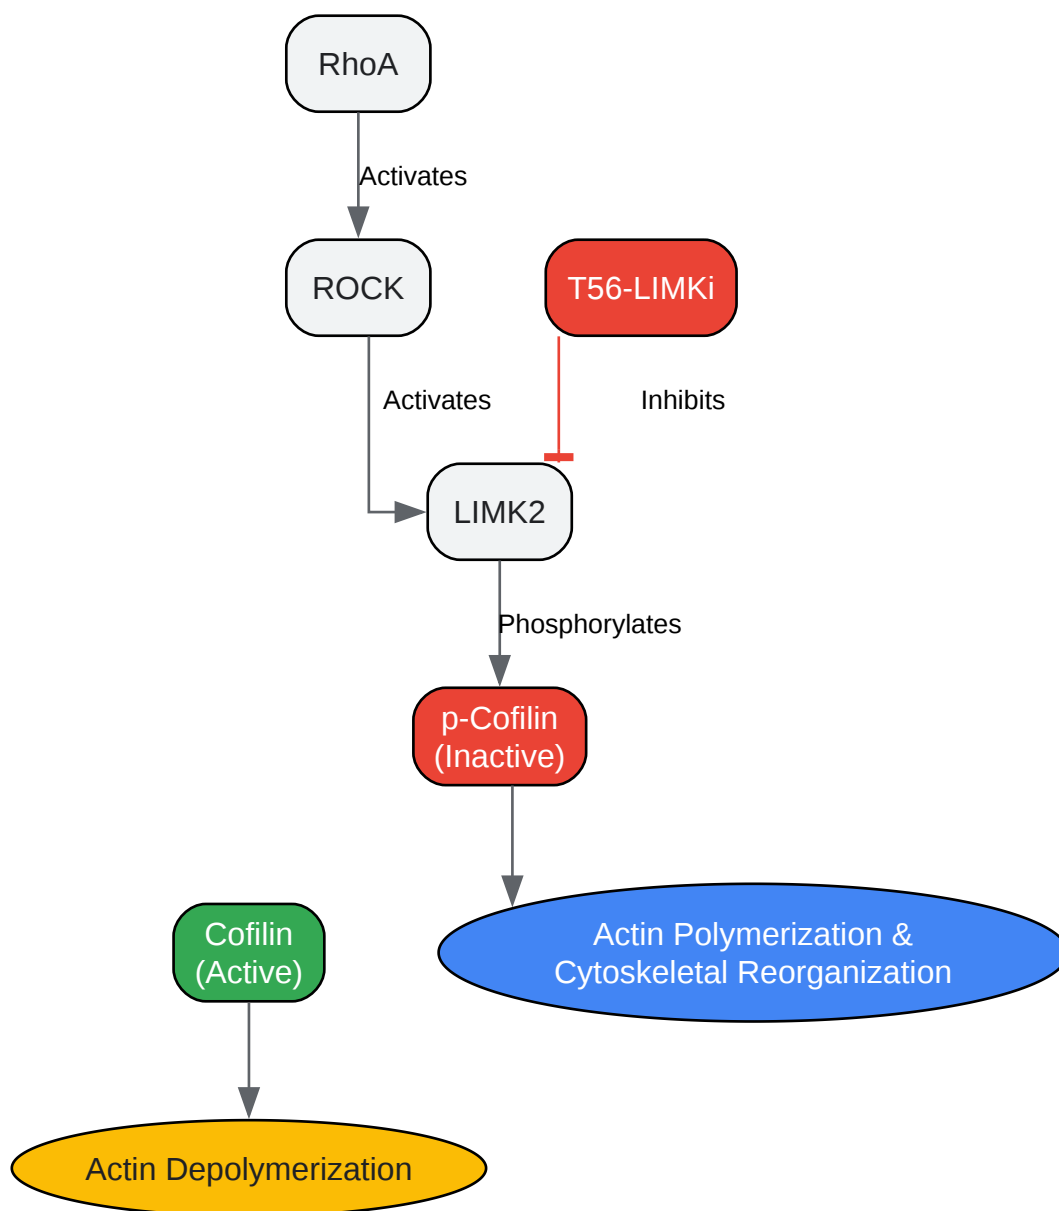 RhoA
Activates
ROCK
T56-LIMKi
Activates
Inhibits
LIMK2
Phosphorylates
p-Cofilin
(Inactive)
Cofilin
(Active)
Actin Polymerization &
Cytoskeletal Reorganization
Actin Depolymerization